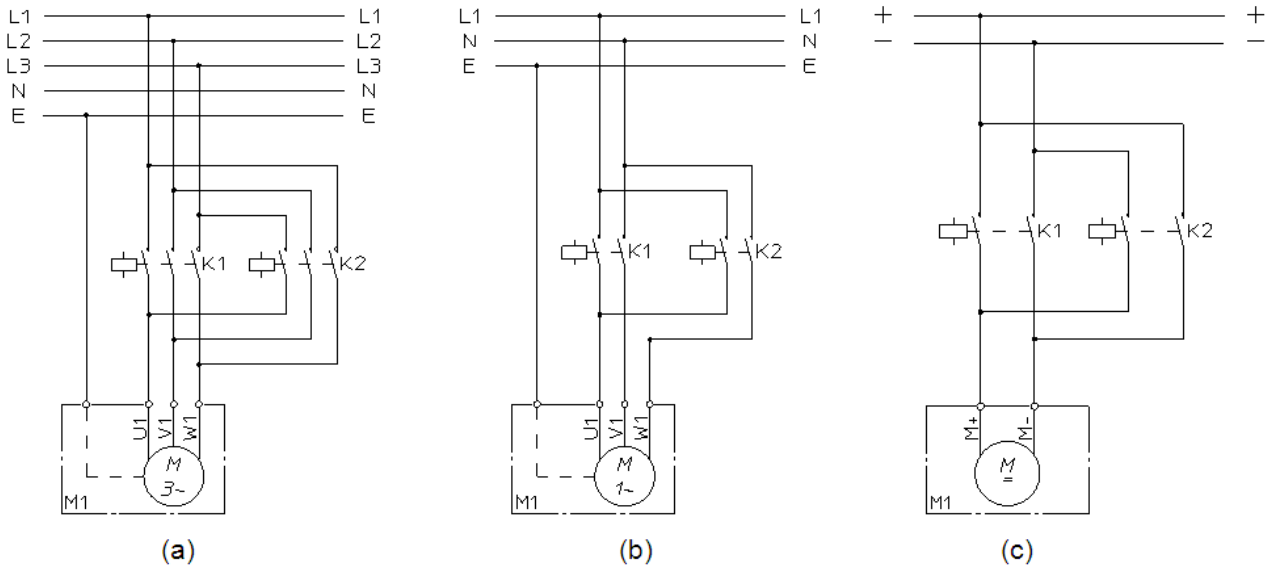 L1 L1
L2 L2
L3 L3
N N
E E
K1 K2
U1 V1 W1
M
3~
M1
(a)
L1 L1
N N
E E
K1 K2
U1 V1 W1
M
1~
M1
(b)
+ +
− −
K1 K2
M+ M-
M
=
M1
(c)